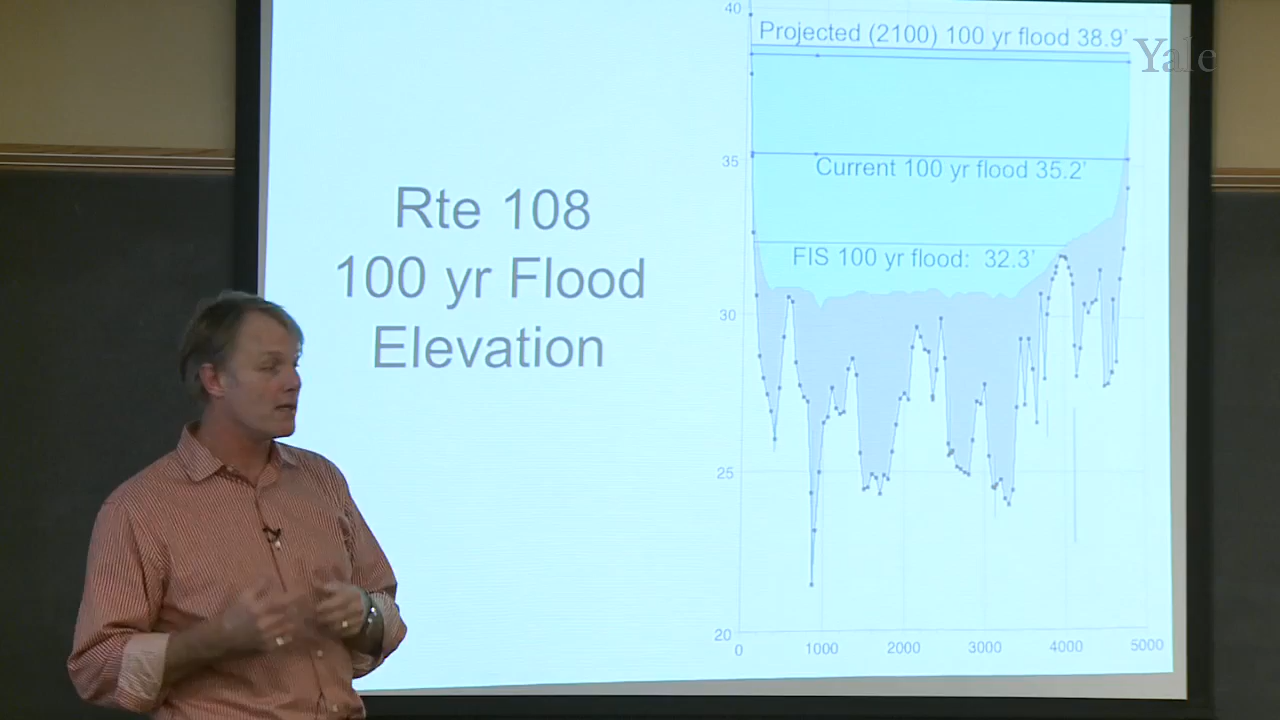 Rte 108
100 yr Flood
Elevation
40
Projected (2100) 100 yr flood 38.9'
Yale
35
Current 100 yr flood 35.2'
FIS 100 yr flood: 32.3'
30
25
20
0 1000 2000 3000 4000 5000